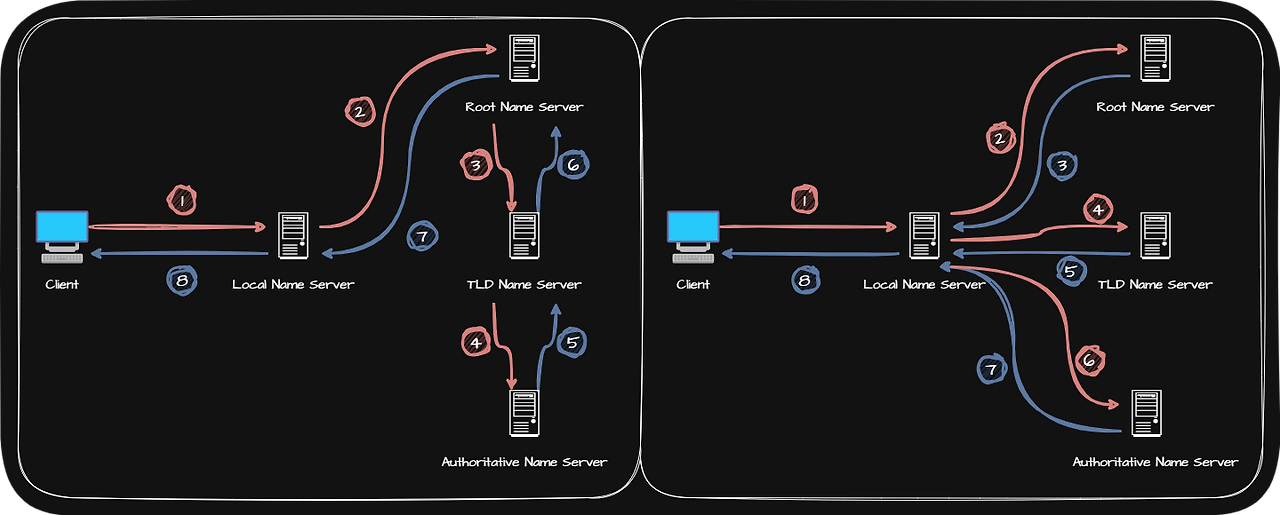 Root Name Server
2
3
6
1
7
8
Client
Local Name Server
TLD Name Server
4
5
Authoritative Name Server
Root Name Server
2
3
1
4
5
8
Client
Local Name Server
TLD Name Server
6
7
Authoritative Name Server